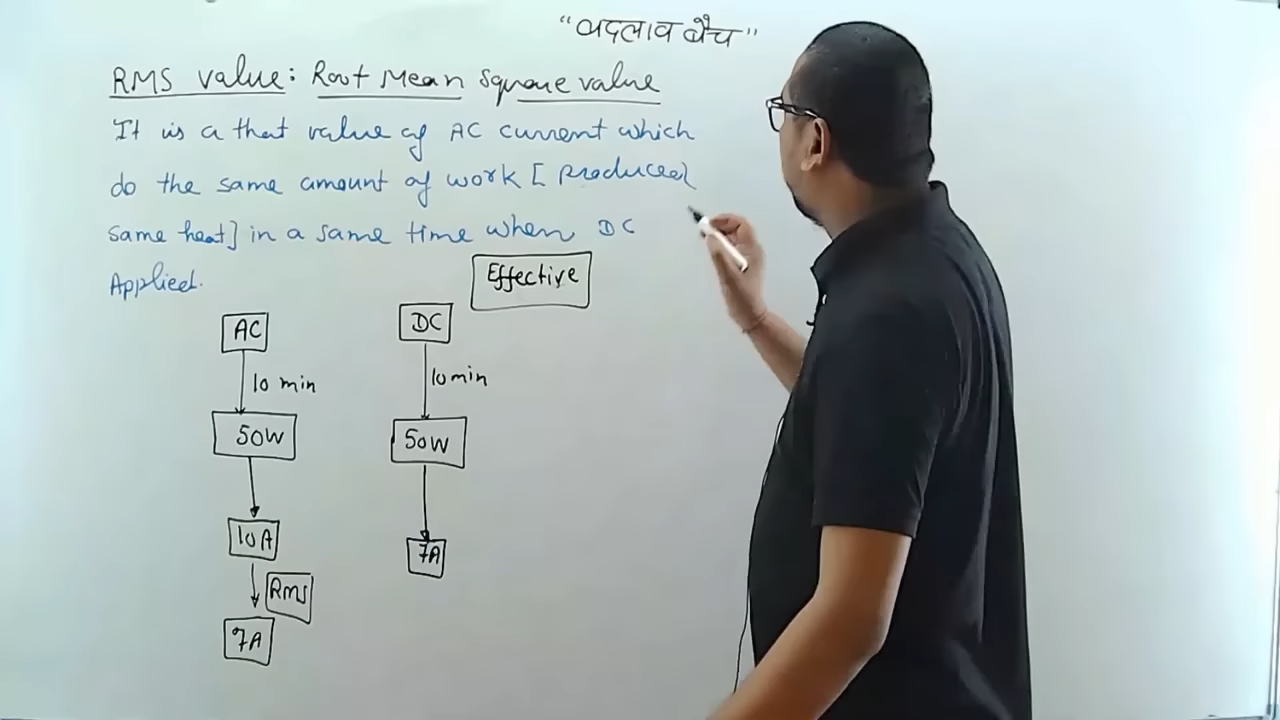 “बदलाव बैच”
RMS value: Root Mean Square value
It is a that value of AC current which
do the same amount of work [ produced
same heat] in a same time when DC
Applied.
Effective
AC
DC
10 min
10 min
50W
50W
10A
7A
Rms
7A